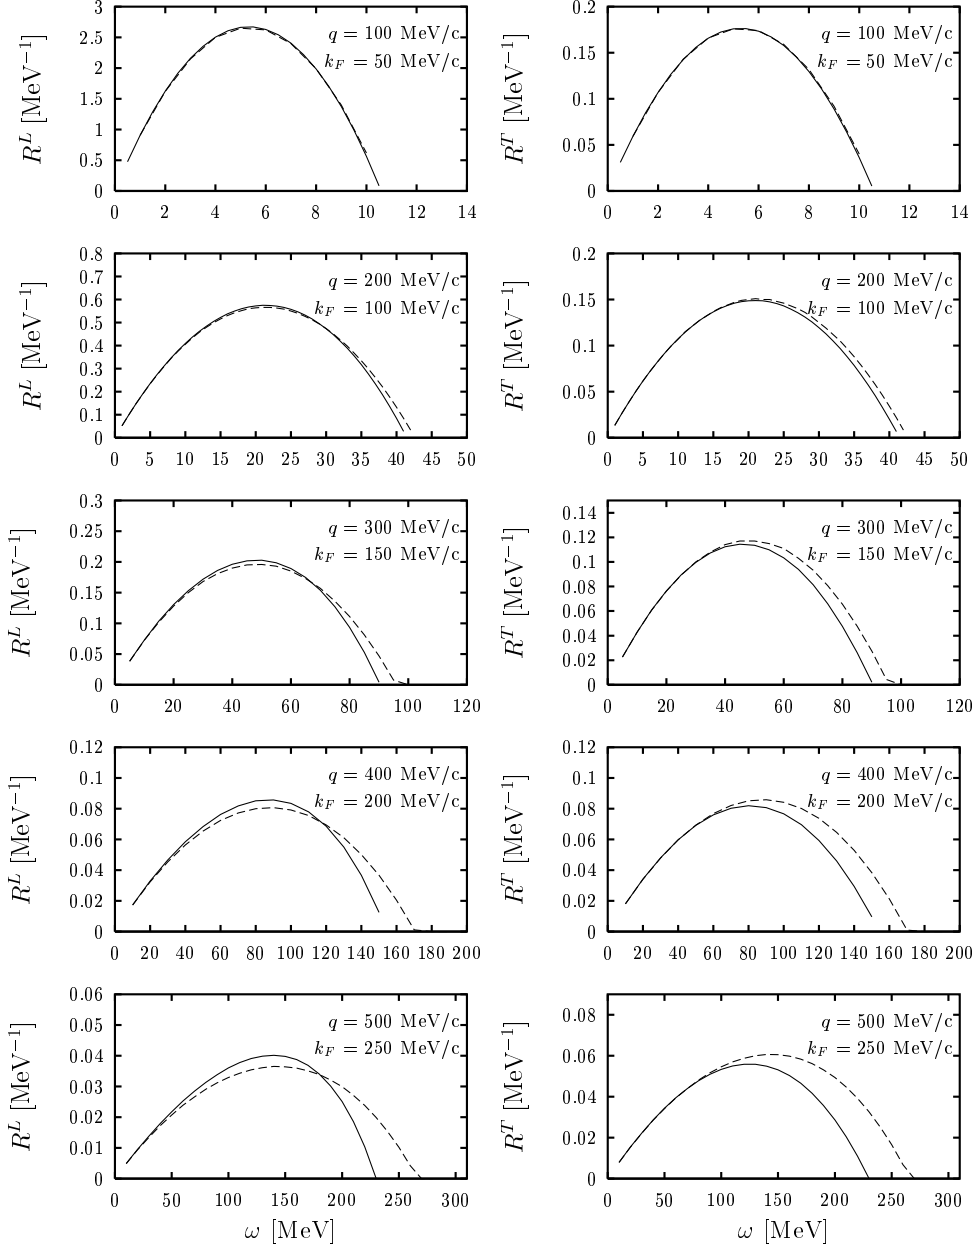 3
2.5
2
1.5
1
0.5
0
R^L [MeV^−1]
q = 100 MeV/c
k_F = 50 MeV/c
0 2 4 6 8 10 12 14
0.2
0.15
0.1
0.05
0
R^T [MeV^−1]
q = 100 MeV/c
k_F = 50 MeV/c
0 2 4 6 8 10 12 14
0.8
0.7
0.6
0.5
0.4
0.3
0.2
0.1
0
R^L [MeV^−1]
q = 200 MeV/c
k_F = 100 MeV/c
0 5 10 15 20 25 30 35 40 45 50
0.2
0.15
0.1
0.05
0
R^T [MeV^−1]
q = 200 MeV/c
k_F = 100 MeV/c
0 5 10 15 20 25 30 35 40 45 50
0.3
0.25
0.2
0.15
0.1
0.05
0
R^L [MeV^−1]
q = 300 MeV/c
k_F = 150 MeV/c
0 20 40 60 80 100 120
0.14
0.12
0.1
0.08
0.06
0.04
0.02
0
R^T [MeV^−1]
q = 300 MeV/c
k_F = 150 MeV/c
0 20 40 60 80 100 120
0.12
0.1
0.08
0.06
0.04
0.02
0
R^L [MeV^−1]
q = 400 MeV/c
k_F = 200 MeV/c
0 20 40 60 80 100 120 140 160 180 200
0.12
0.1
0.08
0.06
0.04
0.02
0
R^T [MeV^−1]
q = 400 MeV/c
k_F = 200 MeV/c
0 20 40 60 80 100 120 140 160 180 200
0.06
0.05
0.04
0.03
0.02
0.01
0
R^L [MeV^−1]
q = 500 MeV/c
k_F = 250 MeV/c
0 50 100 150 200 250 300
ω [MeV]
0.08
0.06
0.04
0.02
0
R^T [MeV^−1]
q = 500 MeV/c
k_F = 250 MeV/c
0 50 100 150 200 250 300
ω [MeV]